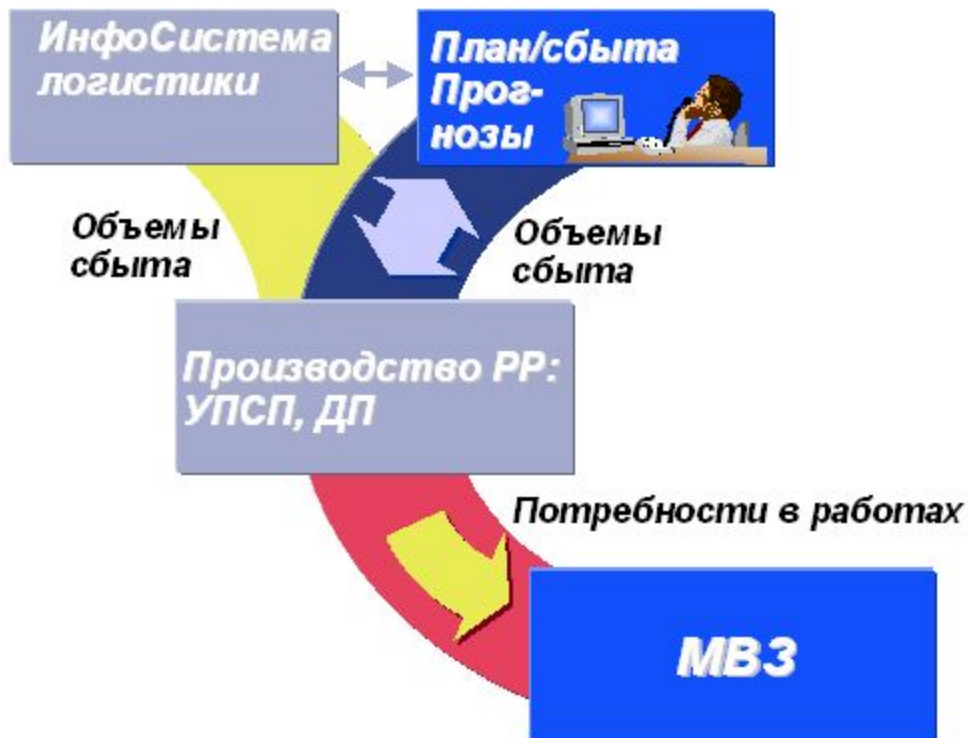 ИнфоСистема
логистики
План/сбыта
Прог-
нозы
Объемы
сбыта
Объемы
сбыта
Производство РР:
УПСП, ДП
Потребности в работах
МВЗ